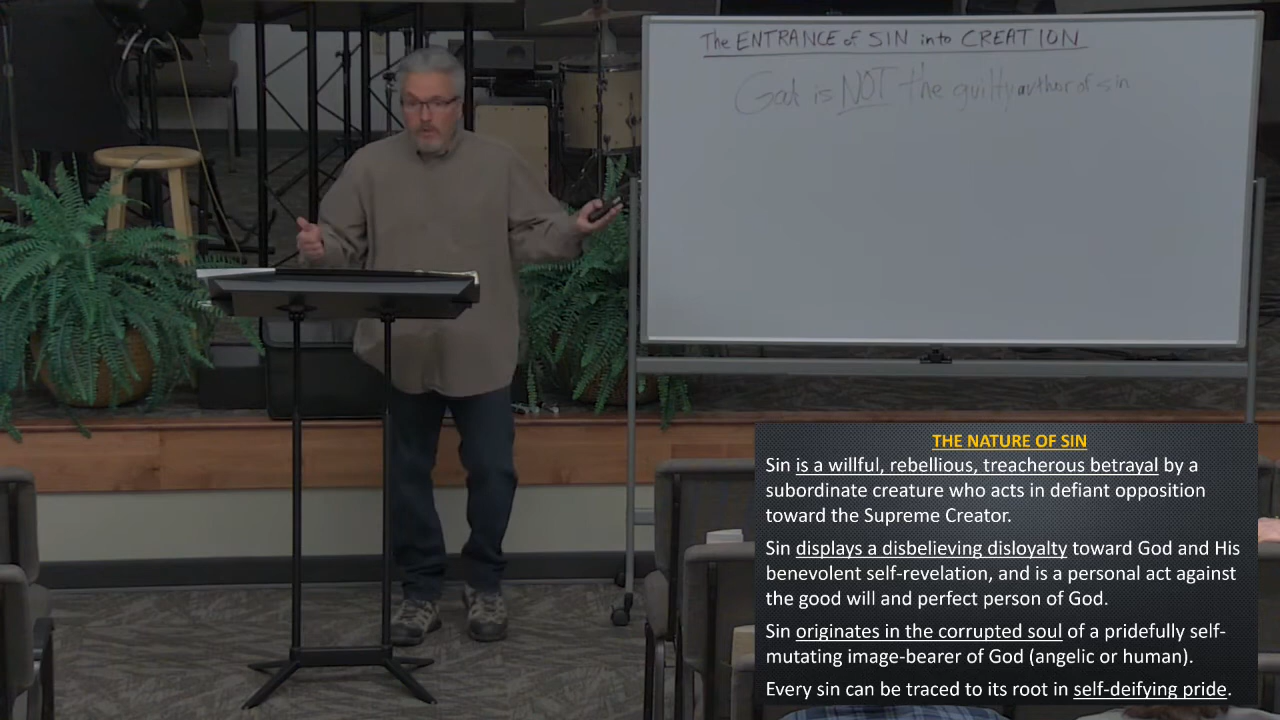 The ENTRANCE of SIN into CREATION
God is NOT the guilty author of sin
THE NATURE OF SIN
Sin is a willful, rebellious, treacherous betrayal by a
subordinate creature who acts in defiant opposition
toward the Supreme Creator.
Sin displays a disbelieving disloyalty toward God and His
benevolent self-revelation, and is a personal act against
the good will and perfect person of God.
Sin originates in the corrupted soul of a pridefully self-
mutating image-bearer of God (angelic or human).
Every sin can be traced to its root in self-deifying pride.